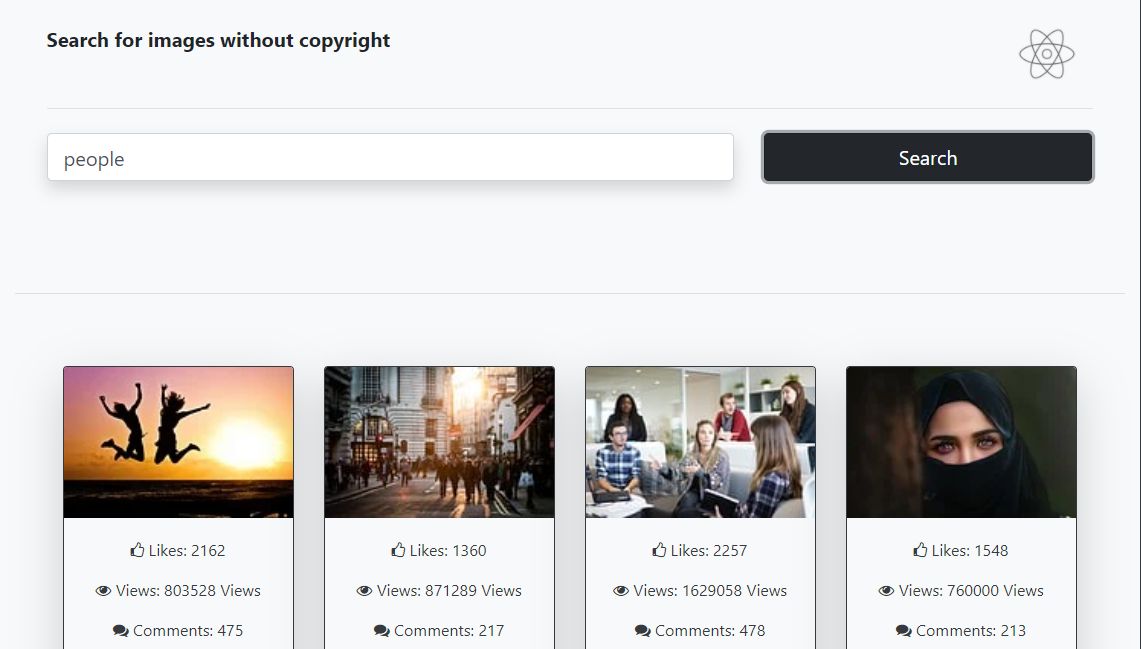 Search for images without copyright
people
Search
Likes: 2162
Likes: 1360
Likes: 2257
Likes: 1548
Views: 803528 Views
Views: 871289 Views
Views: 1629058 Views
Views: 760000 Views
Comments: 475
Comments: 217
Comments: 478
Comments: 213